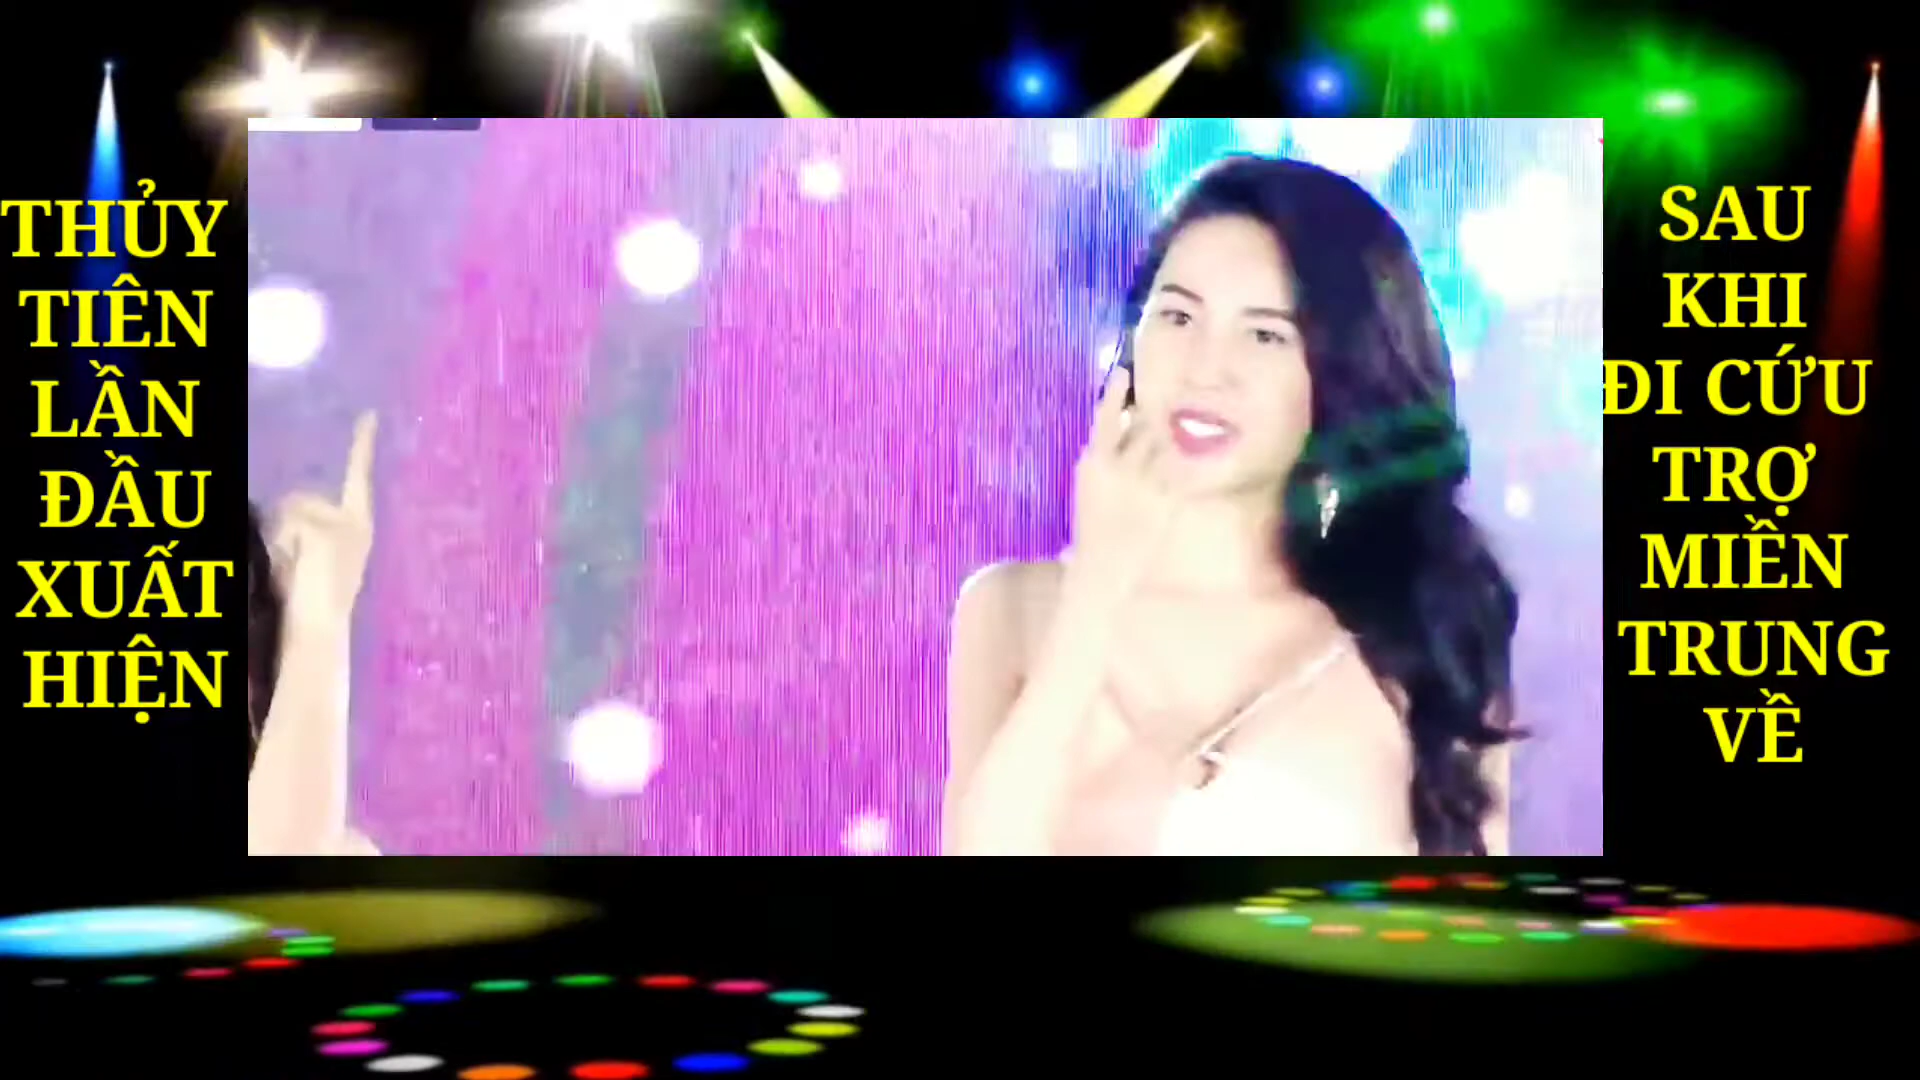 THỦY
TIÊN
LẦN
ĐẦU
XUẤT
HIỆN
SAU
KHI
ĐI CỨU
TRỢ
MIỀN
TRUNG
VỀ